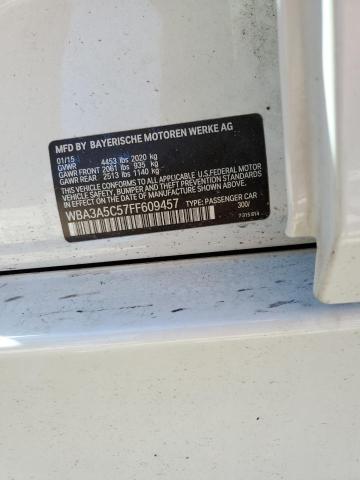 MFD BY BAYERISCHE MOTOREN WERKE AG
01/15
GVWR 4453 lbs 2020 kg
GAWR FRONT 2061 lbs 935 kg
GAWR REAR 2513 lbs 1140 kg
THIS VEHICLE CONFORMS TO ALL APPLICABLE U.S.FEDERAL MOTOR
VEHICLE SAFETY, BUMPER AND THEFT PREVENTION STANDARDS
IN EFFECT ON THE DATE OF MANUFACTURE SHOWN ABOVE.
WBA3A5C57FF609457 TYPE: PASSENGER CAR
300/